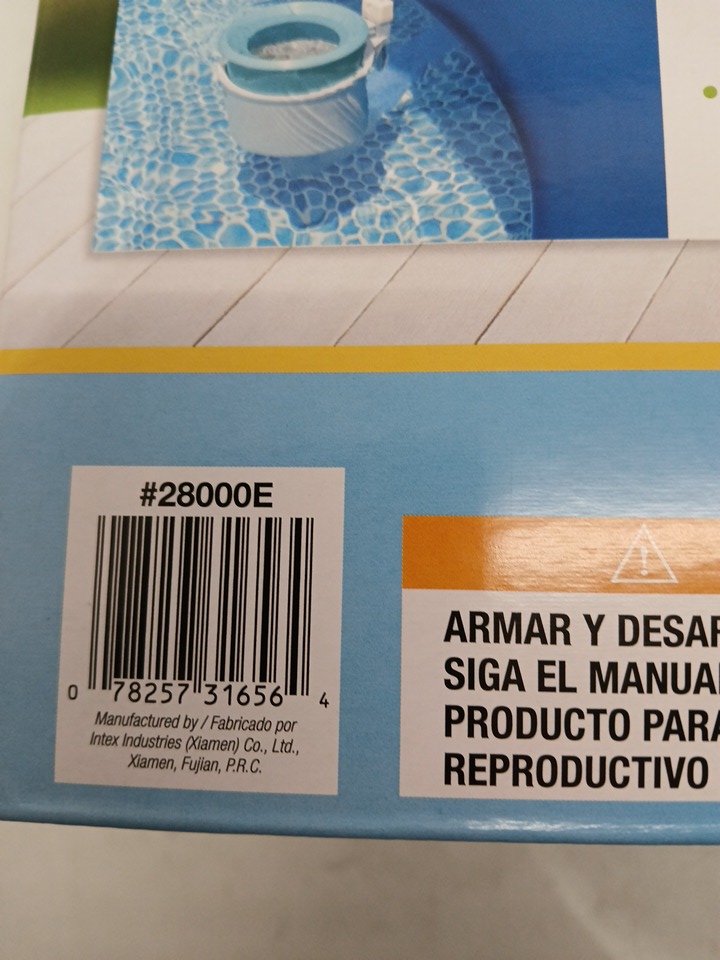 #28000E
0 78257 31656 4
Manufactured by / Fabricado por
Intex Industries (Xiamen) Co., Ltd.,
Xiamen, Fujian, P.R.C.
ARMAR Y DESAR
SIGA EL MANUAL
PRODUCTO PARA
REPRODUCTIVO